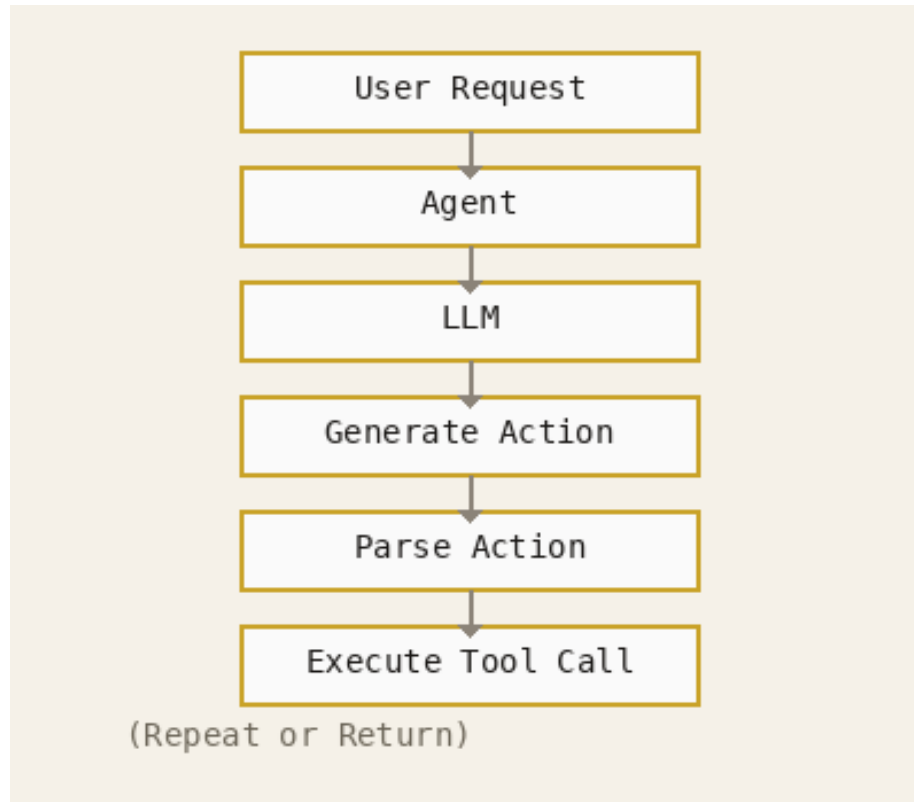 User Request
Agent
LLM
Generate Action
Parse Action
Execute Tool Call
(Repeat or Return)